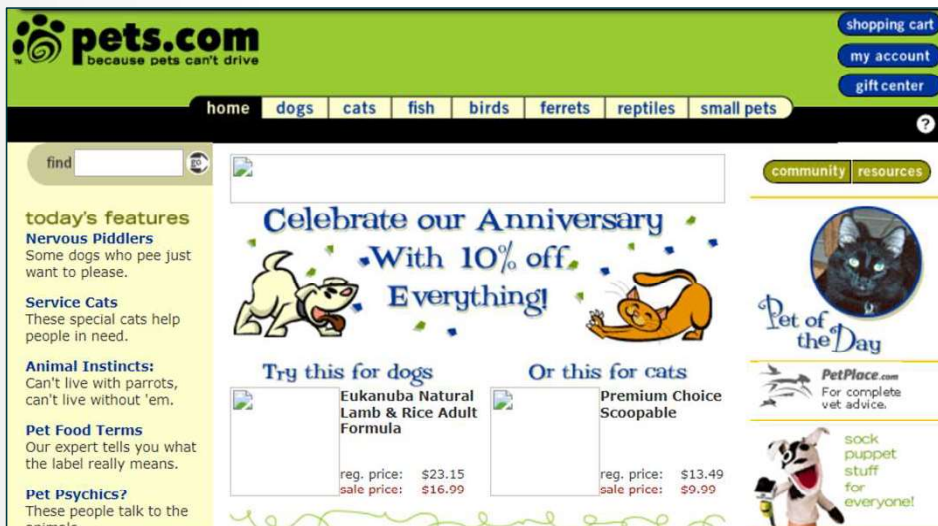 pets.com
TM because pets can't drive
shopping cart
my account
gift center
home dogs cats fish birds ferrets reptiles small pets
?
find go
community resources
today's features
Nervous Piddlers
Some dogs who pee just
want to please.
Service Cats
These special cats help
people in need.
Animal Instincts:
Can't live with parrots,
can't live without 'em.
Pet Food Terms
Our expert tells you what
the label really means.
Pet Psychics?
These people talk to the
animals
Celebrate our Anniversary
With 10% off
Everything!
Try this for dogs
Eukanuba Natural
Lamb & Rice Adult
Formula
reg. price: $23.15
sale price: $16.99
Or this for cats
Premium Choice
Scoopable
reg. price: $13.49
sale price: $9.99
Pet of
the Day
PetPlace.com
For complete
vet advice.
sock
puppet
stuff
for
everyone!